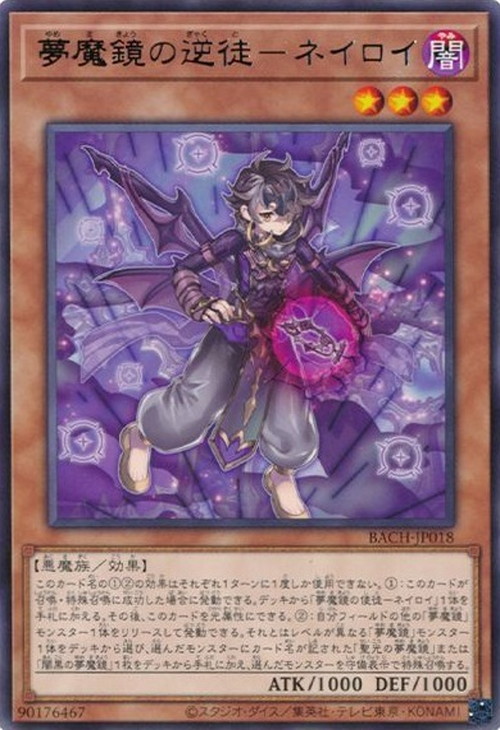 夢魔鏡の逆徒－ネイロイ
闇
BACH-JP018
【悪魔族／効果】
このカード名の①②の効果はそれぞれ1ターンに1度しか使用できない。①：このカード
が召喚・特殊召喚に成功した場合に発動できる。デッキから「夢魔鏡の使徒－ネイロイ」1体を
手札に加える。その後、このカードを光属性にできる。②：自分フィールドの他の「夢魔鏡」
モンスター1体をリリースして発動できる。それとはレベルが異なる「夢魔鏡」モンスター
1体をデッキから選び、選んだモンスターにカード名が記された「聖光の夢魔鏡」または
「闇黒の夢魔鏡」1枚をデッキから手札に加え、選んだモンスターを守備表示で特殊召喚する。
ATK/1000 DEF/1000
90176467
©スタジオ・ダイス／集英社・テレビ東京・KONAMI